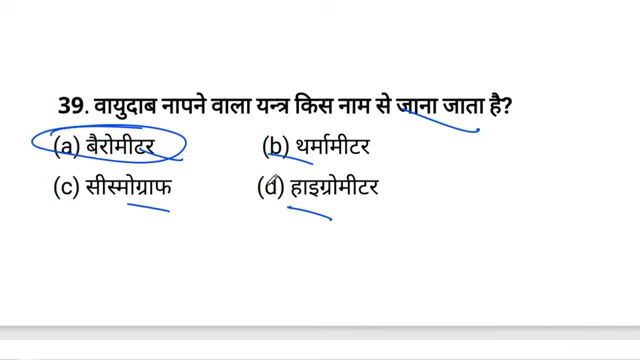 39. वायुदाब नापने वाला यन्त्र किस नाम से जाना जाता है?
(a) बैरोमीटर (b) थर्मामीटर
(c) सीस्मोग्राफ (d) हाइग्रोमीटर